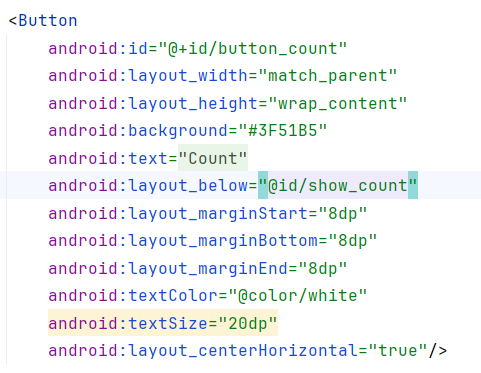 <Button
android:id="@+id/button_count"
android:layout_width="match_parent"
android:layout_height="wrap_content"
android:background="#3F51B5"
android:text="Count"
android:layout_below="@id/show_count"
android:layout_marginStart="8dp"
android:layout_marginBottom="8dp"
android:layout_marginEnd="8dp"
android:textColor="@color/white"
android:textSize="20dp"
android:layout_centerHorizontal="true"/>